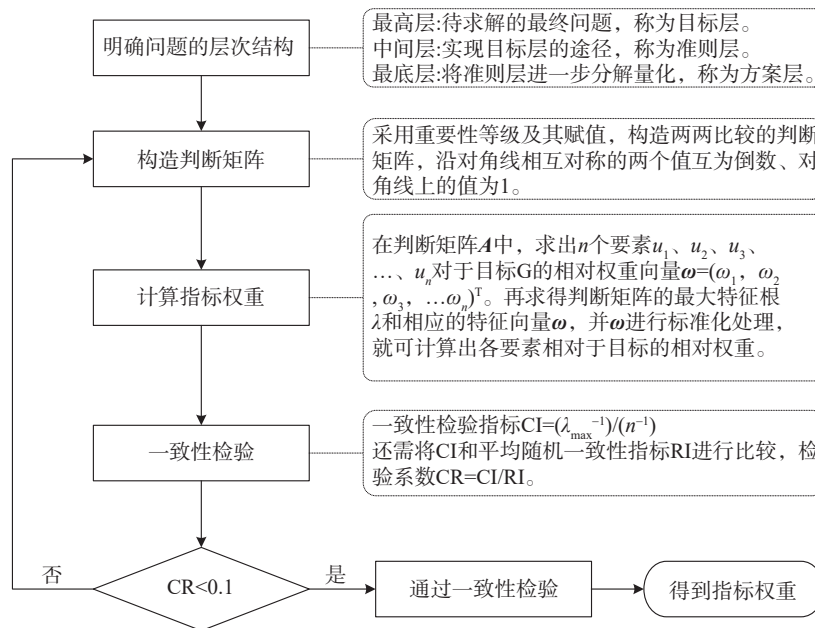 明确问题的层次结构
最高层:待求解的最终问题，称为目标层。
中间层:实现目标层的途径，称为准则层。
最底层:将准则层进一步分解量化，称为方案层。
构造判断矩阵
采用重要性等级及其赋值，构造两两比较的判断
矩阵，沿对角线相互对称的两个值互为倒数、对
角线上的值为1。
计算指标权重
在判断矩阵A中，求出n个要素u₁、u₂、u₃、
…、uₙ对于目标G的相对权重向量ω=(ω₁，ω₂
,ω₃，…ωₙ)ᵀ。再求得判断矩阵的最大特征根
λ和相应的特征向量ω，并ω进行标准化处理，
就可计算出各要素相对于目标的相对权重。
一致性检验
一致性检验指标CI=(λmax⁻¹)/(n⁻¹)
还需将CI和平均随机一致性指标RI进行比较，检
验系数CR=CI/RI。
否
CR<0.1
是
通过一致性检验
得到指标权重